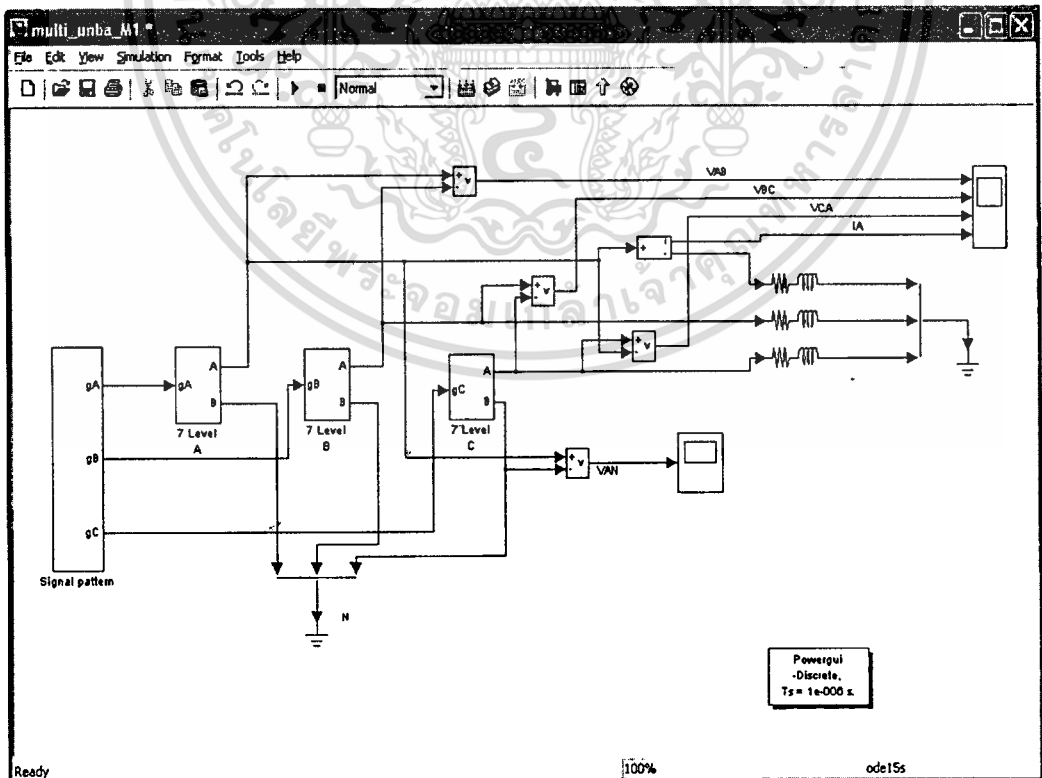 multi_unba_M1 *
File Edit View Simulation Format Tools Help
Normal
VAB
VBC
VCA
IA
+ v
-
+ i
-
+ v
-
+ v
-
gA
gB
gC
Signal pattern
gA A
B
7 Level
A
gB A
B
7 Level
B
gC A
B
7 Level
C
+ v
-
VAN
N
Powergui
-Discrete,
Ts = 1e-006 s.
Ready 100% ode15s